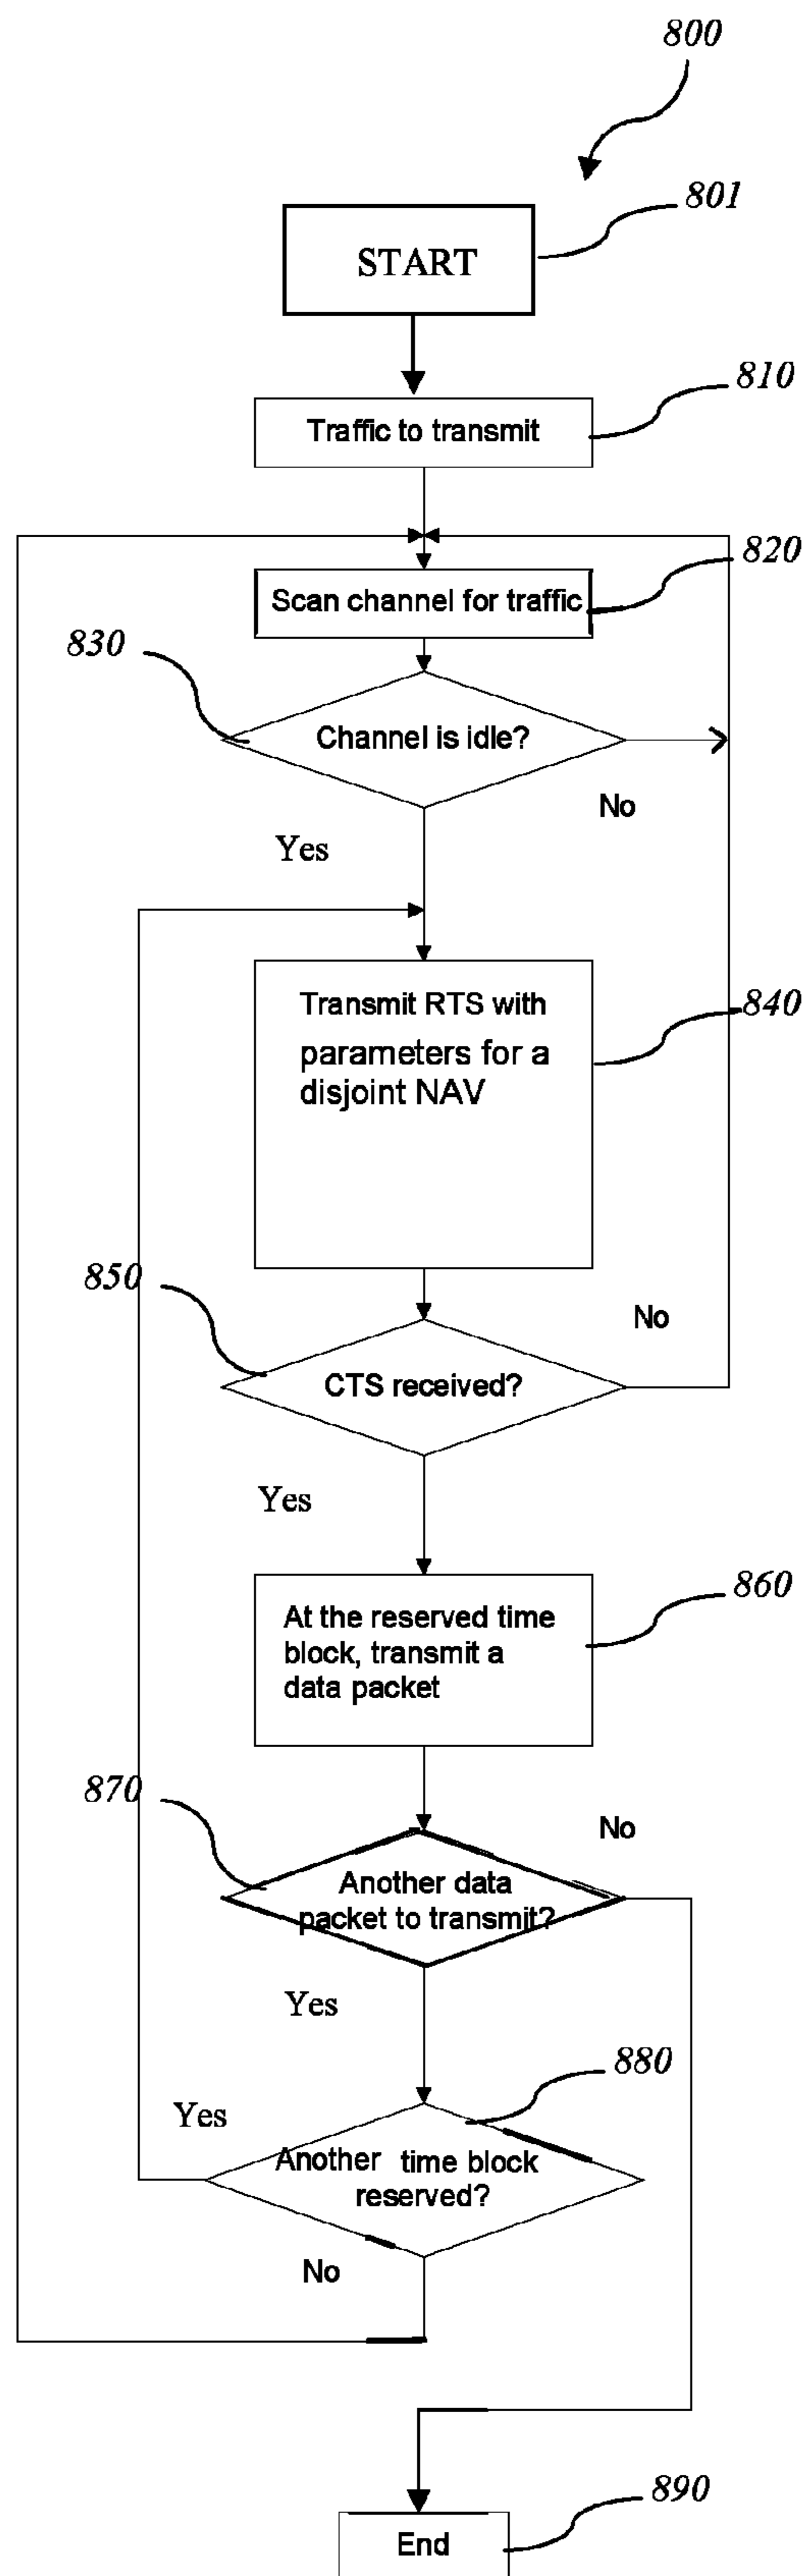 800
801
START
810
Traffic to transmit
820
Scan channel for traffic
830
Channel is idle?
No
Yes
Transmit RTS with
parameters for a
disjoint NAV
840
850
No
CTS received?
Yes
860
At the reserved time
block, transmit a
data packet
870
No
Another data
packet to transmit?
Yes
880
Yes
Another time block
reserved?
No
890
End